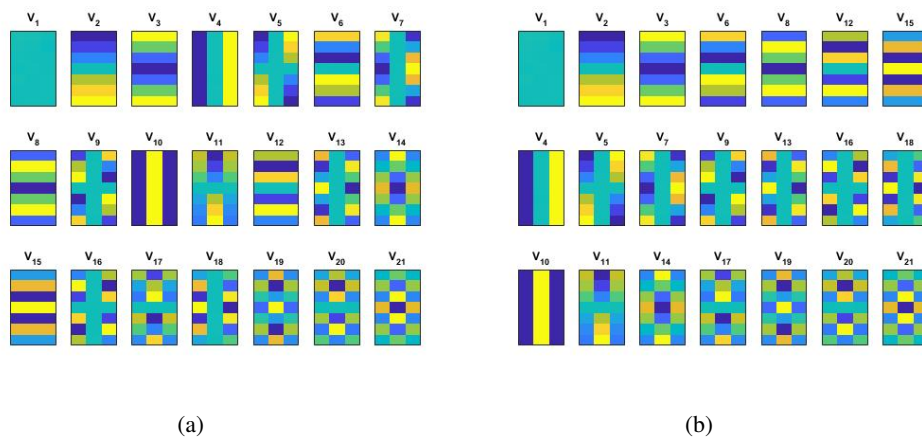 V1 V2 V3 V4 V5 V6 V7
V8 V9 V10 V11 V12 V13 V14
V15 V16 V17 V18 V19 V20 V21
(a)
V1 V2 V3 V6 V8 V12 V15
V4 V5 V7 V9 V13 V16 V18
V10 V11 V14 V17 V19 V20 V21
(b)